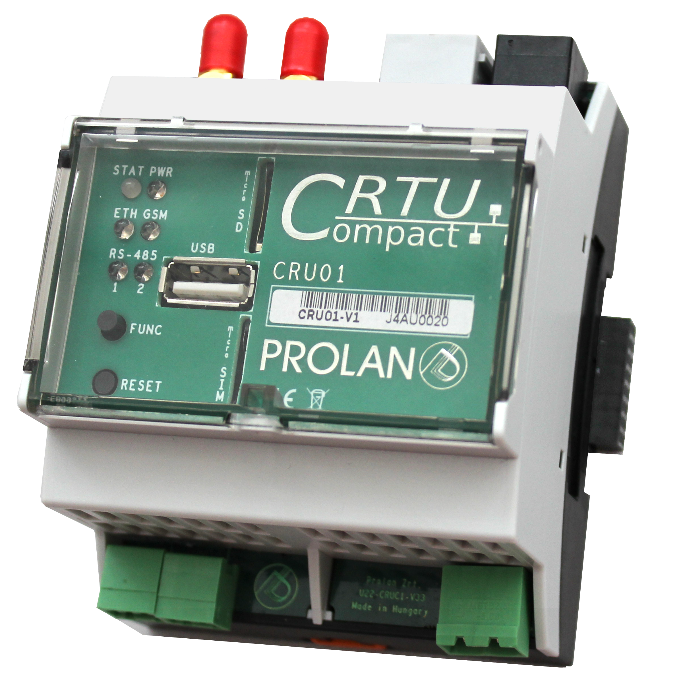 STAT PWR
ETH GSM
RS-485
1 2
FUNC
RESET
USB
micro
SD
micro
SIM
CRTU
Compact
CRU01
CRU01-V1 J4AU0020
PROLAN
CE
Prolan Zrt.
Made in Hungary